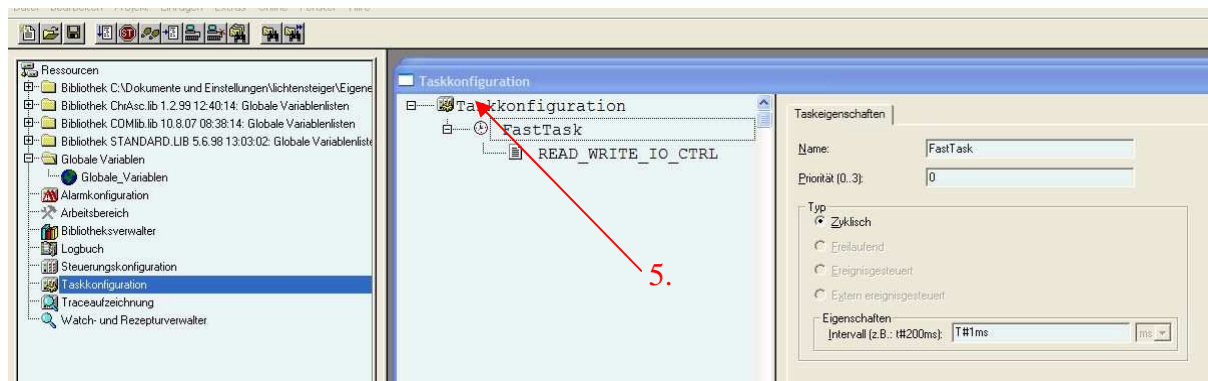 Ressourcen
Bibliothek C:\Dokumente und Einstellungen\lichtensteiger\Eigene
Bibliothek ChrAsc.lib 1.2.99 12:40:14: Globale Variablenlisten
Bibliothek COMlib.lib 10.8.07 08:38:14: Globale Variablenlisten
Bibliothek STANDARD.LIB 5.6.98 13:03:02: Globale Variablenliste
Globale Variablen
Globale_Variablen
Alarmkonfiguration
Arbeitsbereich
Bibliotheksverwalter
Logbuch
Steuerungskonfiguration
Taskkonfiguration
Traceaufzeichnung
Watch- und Rezepturverwalter
Taskkonfiguration
Taskkonfiguration
FastTask
READ_WRITE_IO_CTRL
5.
Taskeigenschaften
Name: FastTask
Priorität (0..3): 0
Typ
Zyklisch
Freilaufend
Ereignisgesteuert
Extern ereignisgesteuert
Eigenschaften
Intervall (z.B.: t#200ms): T#1ms ms